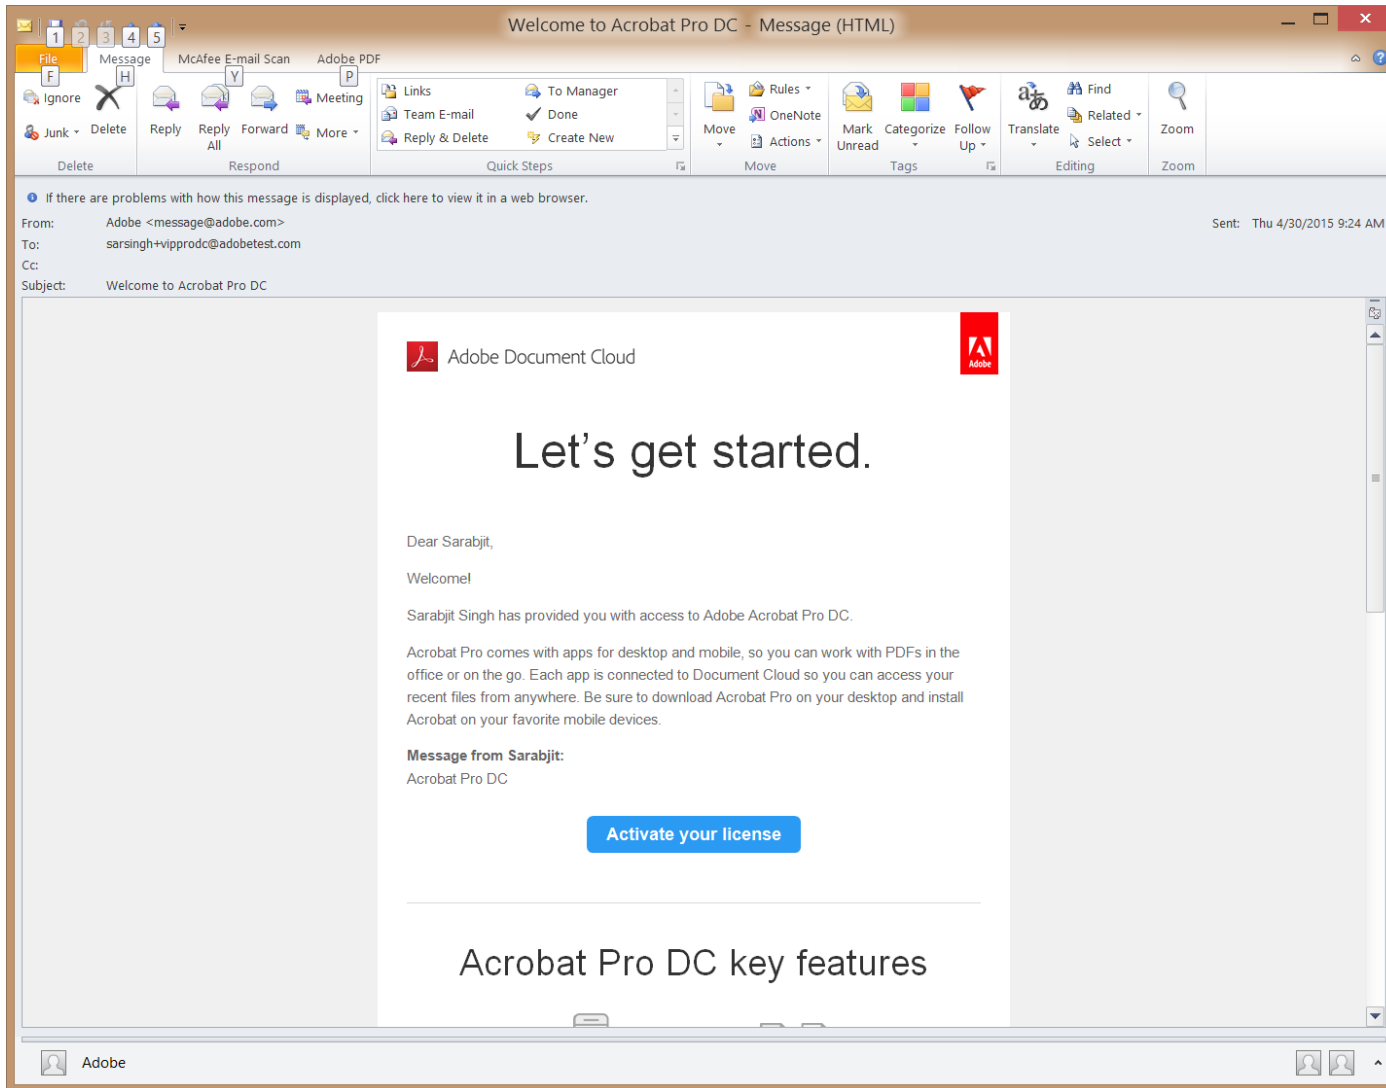 Welcome to Acrobat Pro DC - Message (HTML)
1 2 3 4 5
File Message McAfee E-mail Scan Adobe PDF
F H Y P
Ignore
Junk
Delete
Reply
Reply All
Forward
Meeting
More
Links
Team E-mail
Reply & Delete
To Manager
Done
Create New
Move
Rules
OneNote
Actions
Mark Unread
Categorize
Follow Up
Translate
Find
Related
Select
Zoom
Delete Respond Quick Steps Move Tags Editing Zoom
If there are problems with how this message is displayed, click here to view it in a web browser.
From: Adobe <message@adobe.com>
Sent: Thu 4/30/2015 9:24 AM
To: sarsingh+vipprodc@adobetest.com
Cc:
Subject: Welcome to Acrobat Pro DC
Adobe Document Cloud
Adobe
Let’s get started.
Dear Sarabjit,
Welcome!
Sarabjit Singh has provided you with access to Adobe Acrobat Pro DC.
Acrobat Pro comes with apps for desktop and mobile, so you can work with PDFs in the
office or on the go. Each app is connected to Document Cloud so you can access your
recent files from anywhere. Be sure to download Acrobat Pro on your desktop and install
Acrobat on your favorite mobile devices.
Message from Sarabjit:
Acrobat Pro DC
Activate your license
Acrobat Pro DC key features
Adobe